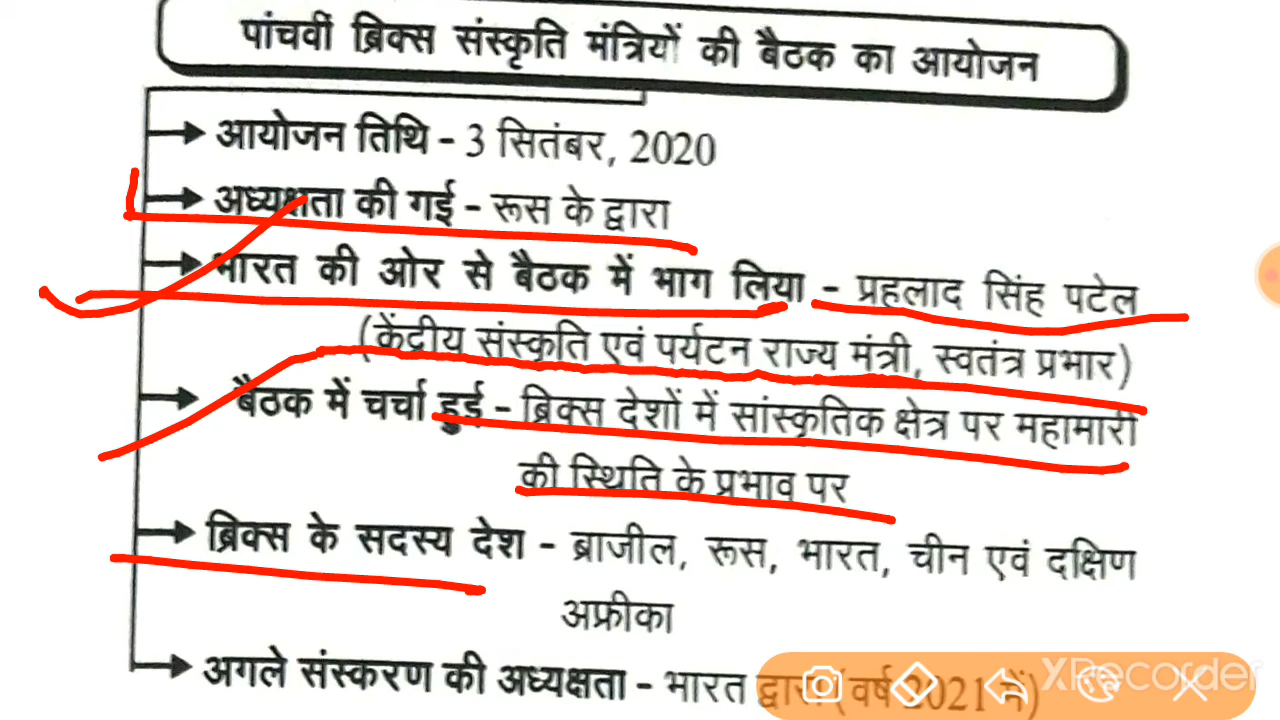 पांचवीं ब्रिक्स संस्कृति मंत्रियों की बैठक का आयोजन
आयोजन तिथि - 3 सितंबर, 2020
अध्यक्षता की गई - रूस के द्वारा
भारत की ओर से बैठक में भाग लिया - प्रहलाद सिंह पटेल
(केंद्रीय संस्कृति एवं पर्यटन राज्य मंत्री, स्वतंत्र प्रभार)
बैठक में चर्चा हुई - ब्रिक्स देशों में सांस्कृतिक क्षेत्र पर महामारी
की स्थिति के प्रभाव पर
ब्रिक्स के सदस्य देश - ब्राजील, रूस, भारत, चीन एवं दक्षिण
अफ्रीका
अगले संस्करण की अध्यक्षता - भारत द्वारा (वर्ष 2021 में)
XRecorder